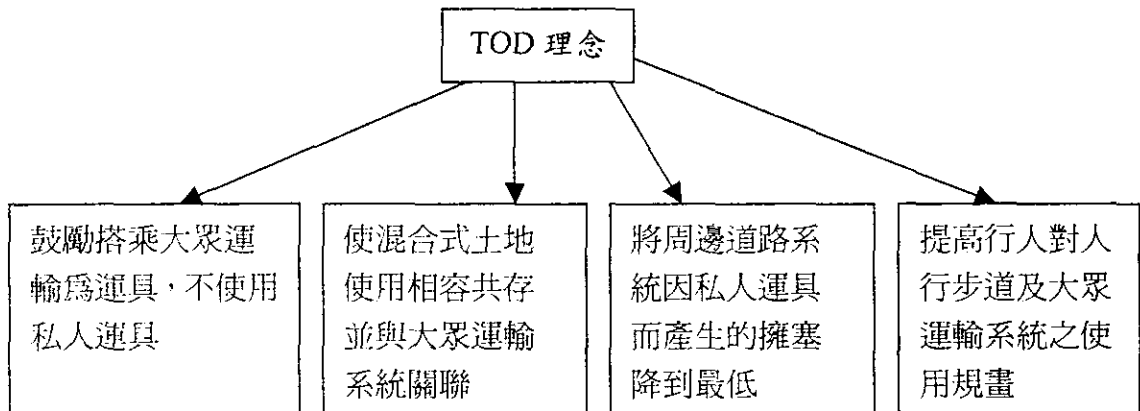 TOD 理念
鼓勵搭乘大眾運
輸爲運具，不使用
私人運具
使混合式土地
使用相容共存
並與大眾運輸
系統關聯
將周邊道路系
統因私人運具
而產生的擁塞
降到最低
提高行人對人
行步道及大眾
運輸系統之使
用規畫